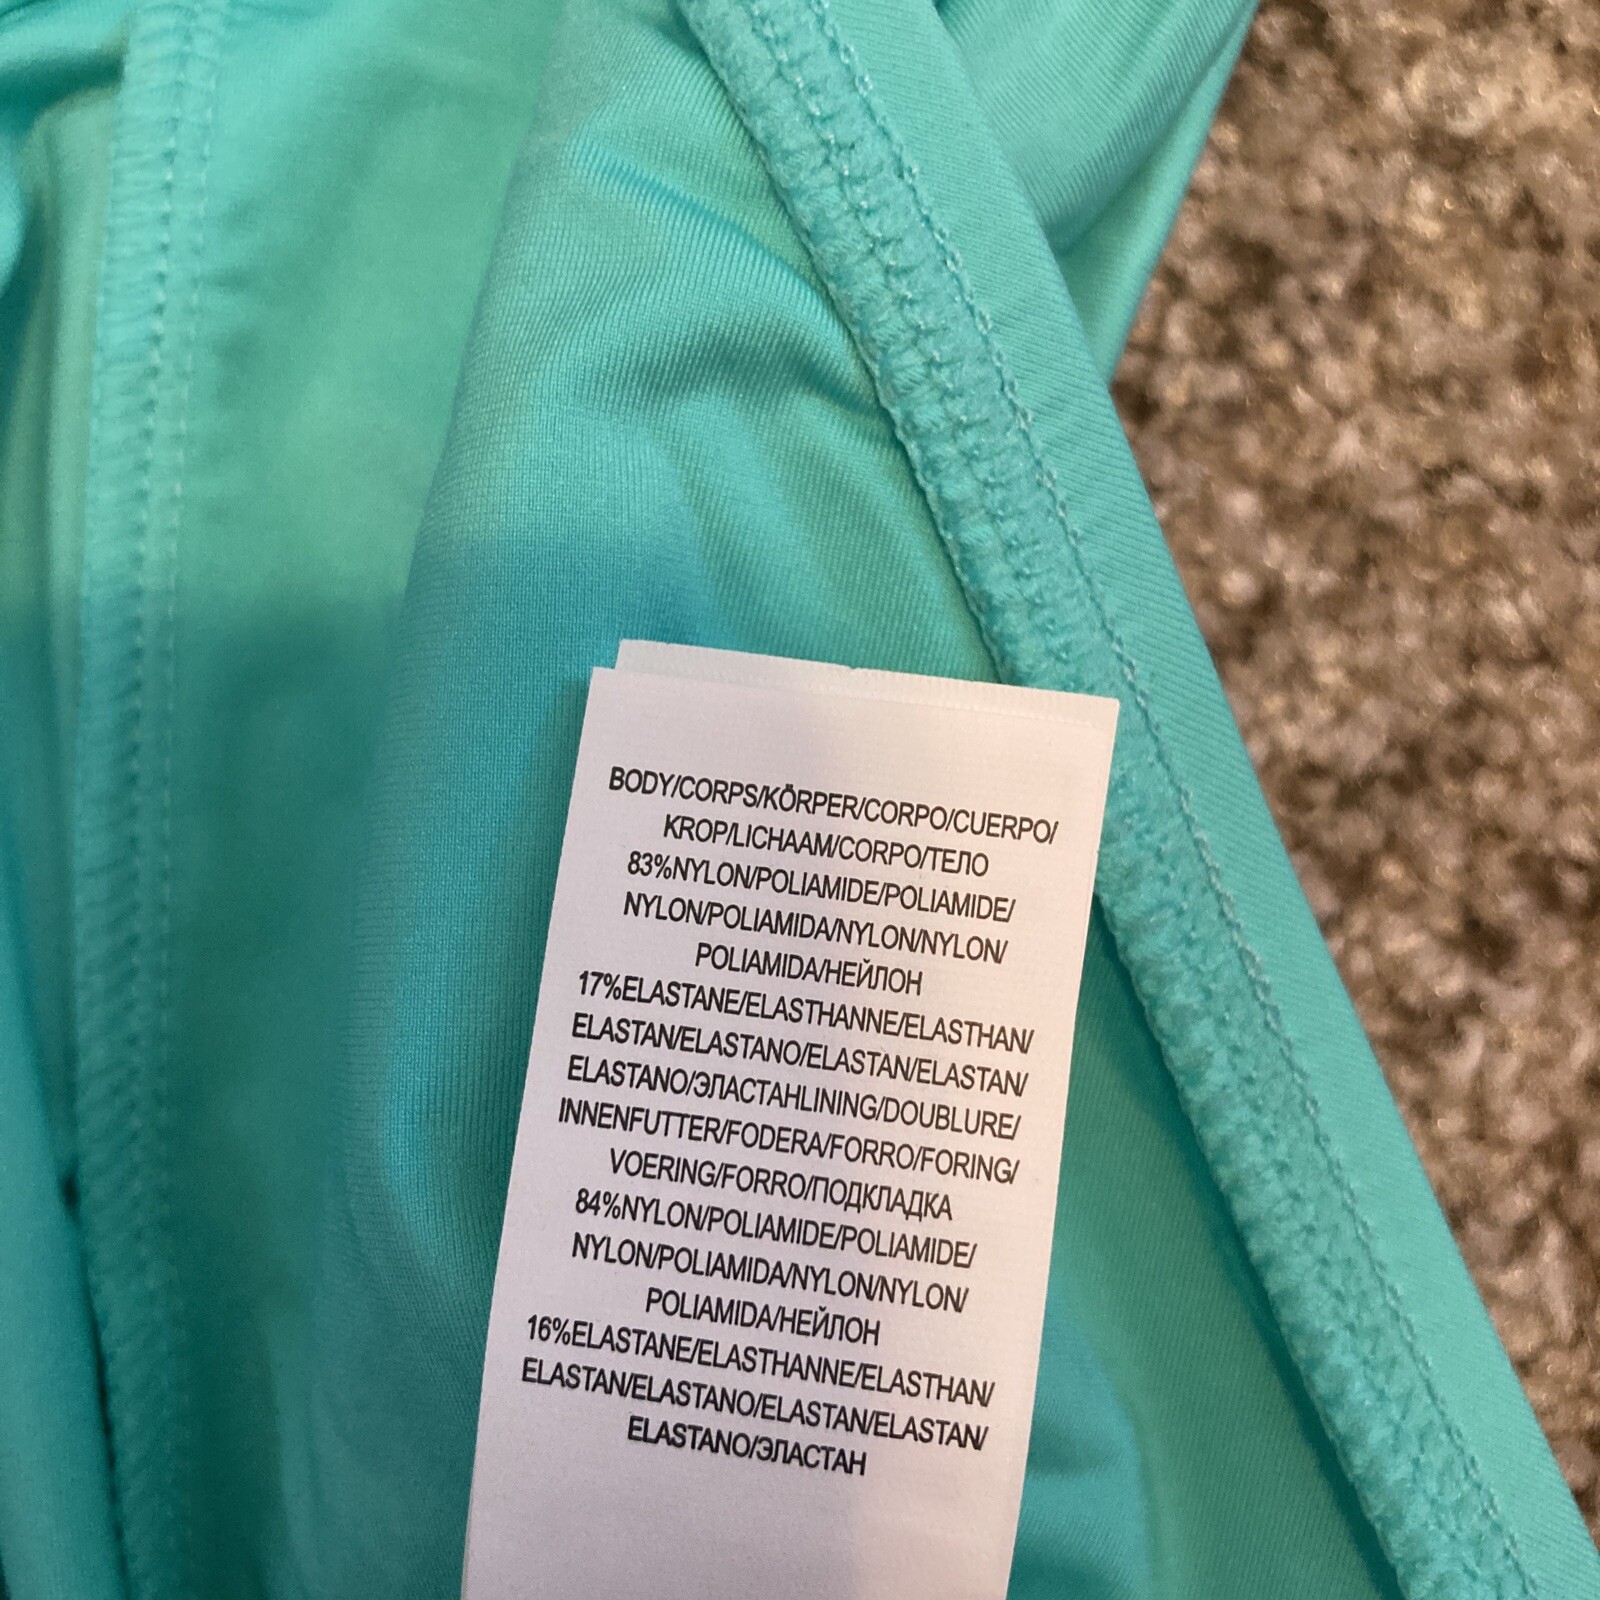 BODY/CORPS/KÖRPER/CORPO/CUERPO/
KROP/LICHAAM/CORPO/ТЕЛО
83%NYLON/POLIAMIDE/POLIAMIDE/
NYLON/POLIAMIDA/NYLON/NYLON/
POLIAMIDA/НЕЙЛОН
17%ELASTANE/ELASTHANNE/ELASTHAN/
ELASTAN/ELASTANO/ELASTAN/ELASTAN/
ELASTANO/ЭЛАСТАНLINING/DOUBLURE/
INNENFUTTER/FODERA/FORRO/FORING/
VOERING/FORRO/ПОДКЛАДКА
84%NYLON/POLIAMIDE/POLIAMIDE/
NYLON/POLIAMIDA/NYLON/NYLON/
POLIAMIDA/НЕЙЛОН
16%ELASTANE/ELASTHANNE/ELASTHAN/
ELASTAN/ELASTANO/ELASTAN/ELASTAN/
ELASTANO/ЭЛАСТАН